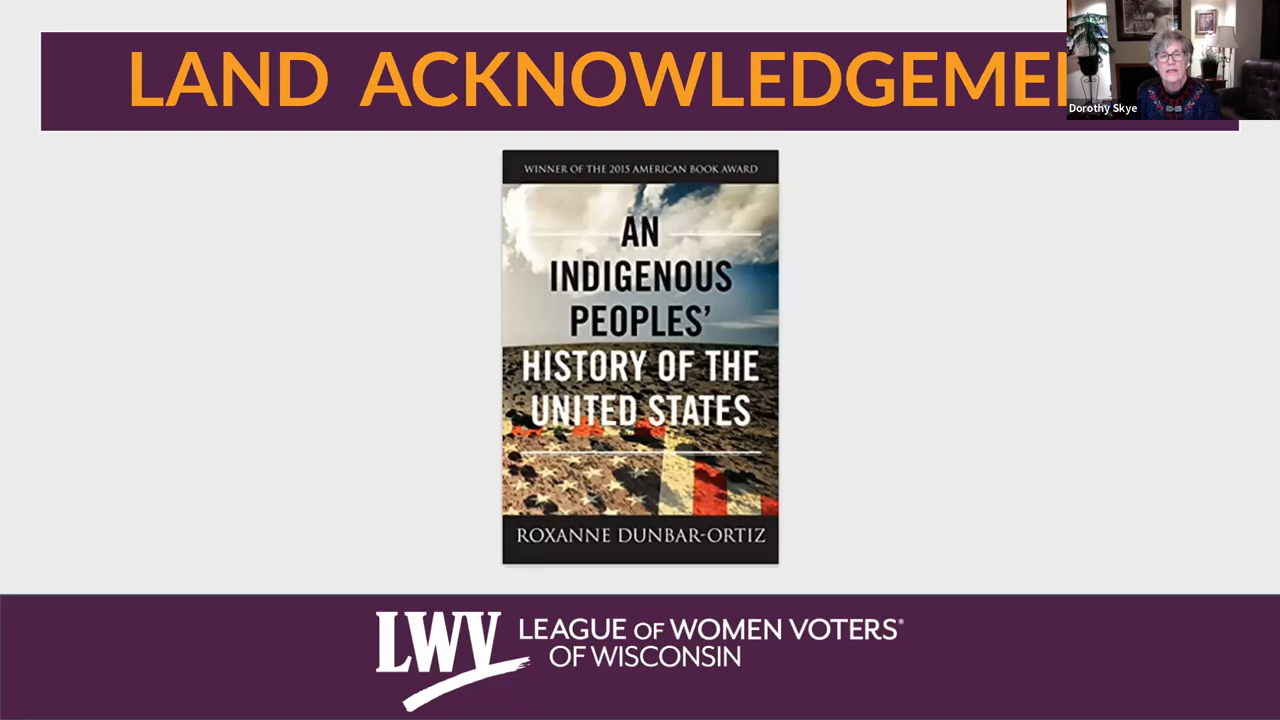 LAND ACKNOWLEDGEME
Dorothy Skye
WINNER OF THE 2015 AMERICAN BOOK AWARD
AN
INDIGENOUS
PEOPLES’
HISTORY OF THE
UNITED STATES
ROXANNE DUNBAR-ORTIZ
LWV LEAGUE OF WOMEN VOTERS®
OF WISCONSIN